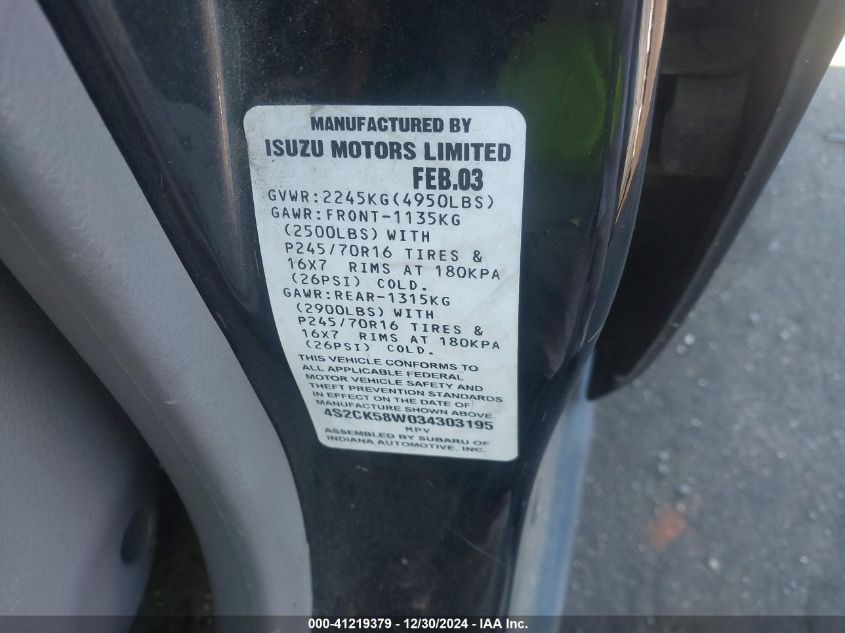 MANUFACTURED BY
ISUZU MOTORS LIMITED
FEB.03
GVWR:2245KG(4950LBS)
GAWR:FRONT-1135KG
(2500LBS) WITH
P245/70R16 TIRES &
16X7 RIMS AT 180KPA
(26PSI) COLD.
GAWR:REAR-1315KG
(2900LBS) WITH
P245/70R16 TIRES &
16X7 RIMS AT 180KPA
(26PSI) COLD.
THIS VEHICLE CONFORMS TO
ALL APPLICABLE FEDERAL
MOTOR VEHICLE SAFETY AND
THEFT PREVENTION STANDARDS
IN EFFECT ON THE DATE OF
MANUFACTURE SHOWN ABOVE.
4S2CK58W034303195
MPV
ASSEMBLED BY SUBARU OF
INDIANA AUTOMOTIVE, INC.
000-41219379 - 12/30/2024 - IAA Inc.